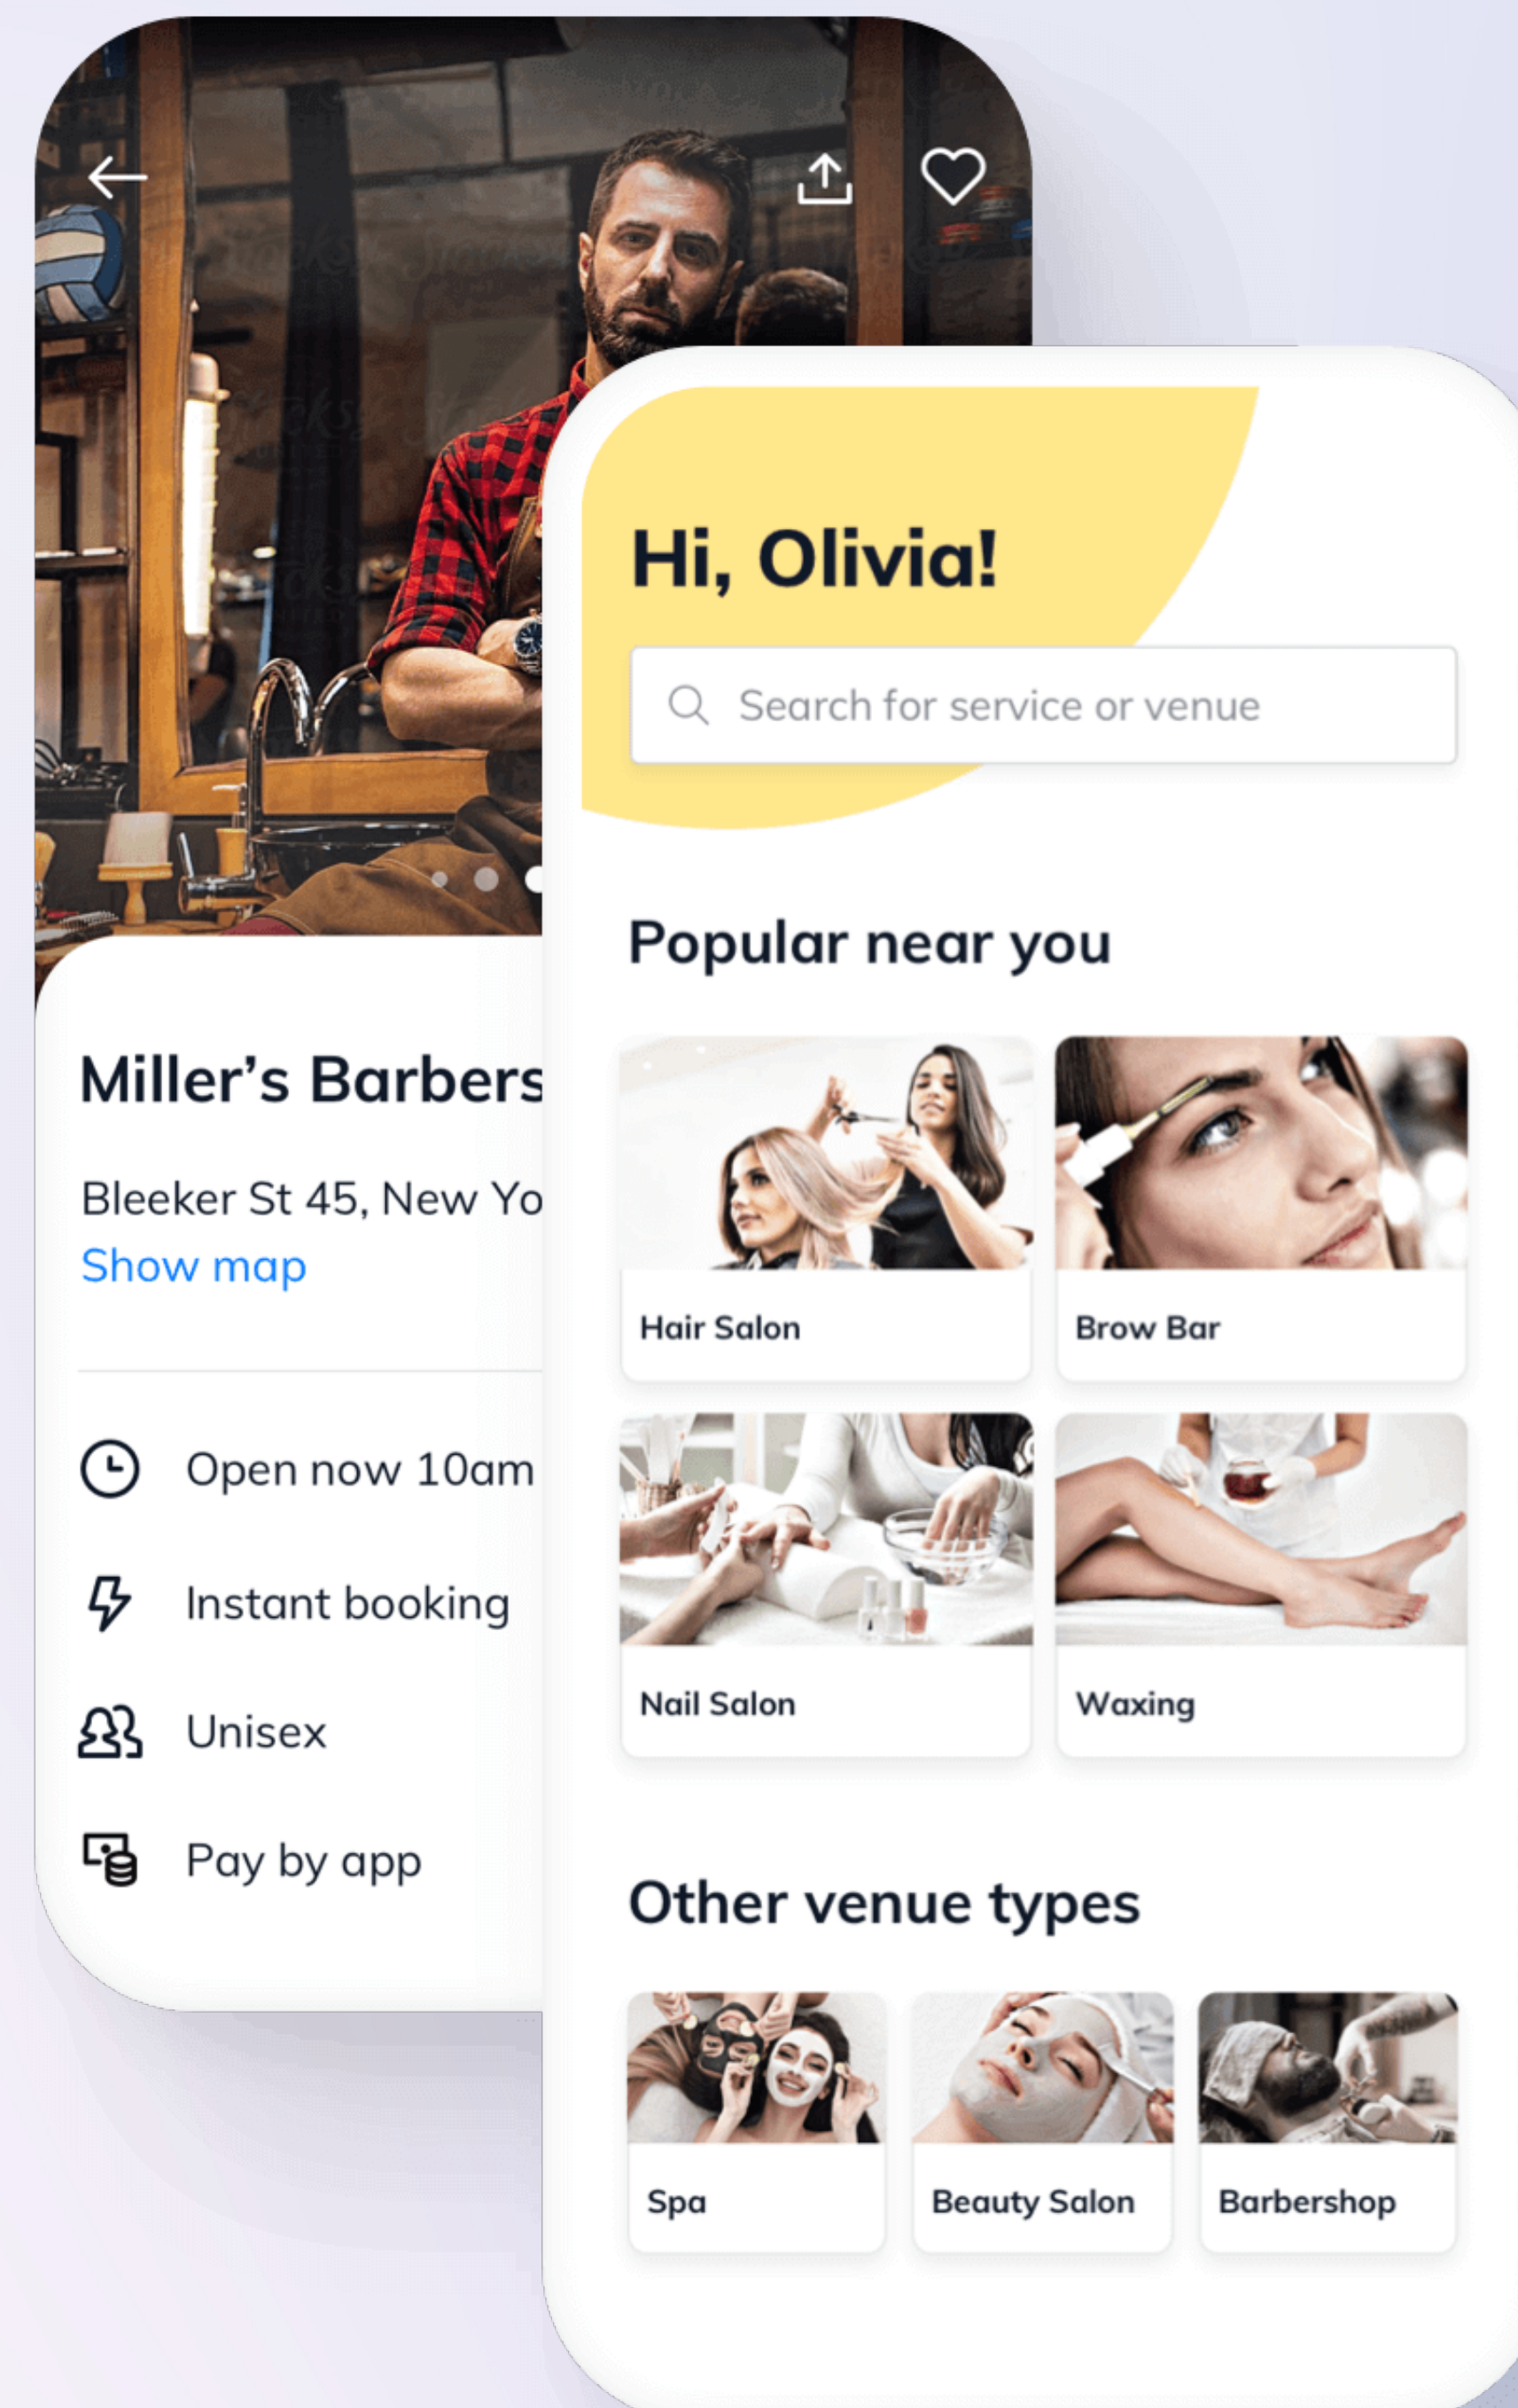 Miller’s Barbers
Bleeker St 45, New Yo
Show map
Open now 10am
Instant booking
Unisex
Pay by app
Hi, Olivia!
Search for service or venue
Popular near you
Hair Salon
Brow Bar
Nail Salon
Waxing
Other venue types
Spa
Beauty Salon
Barbershop